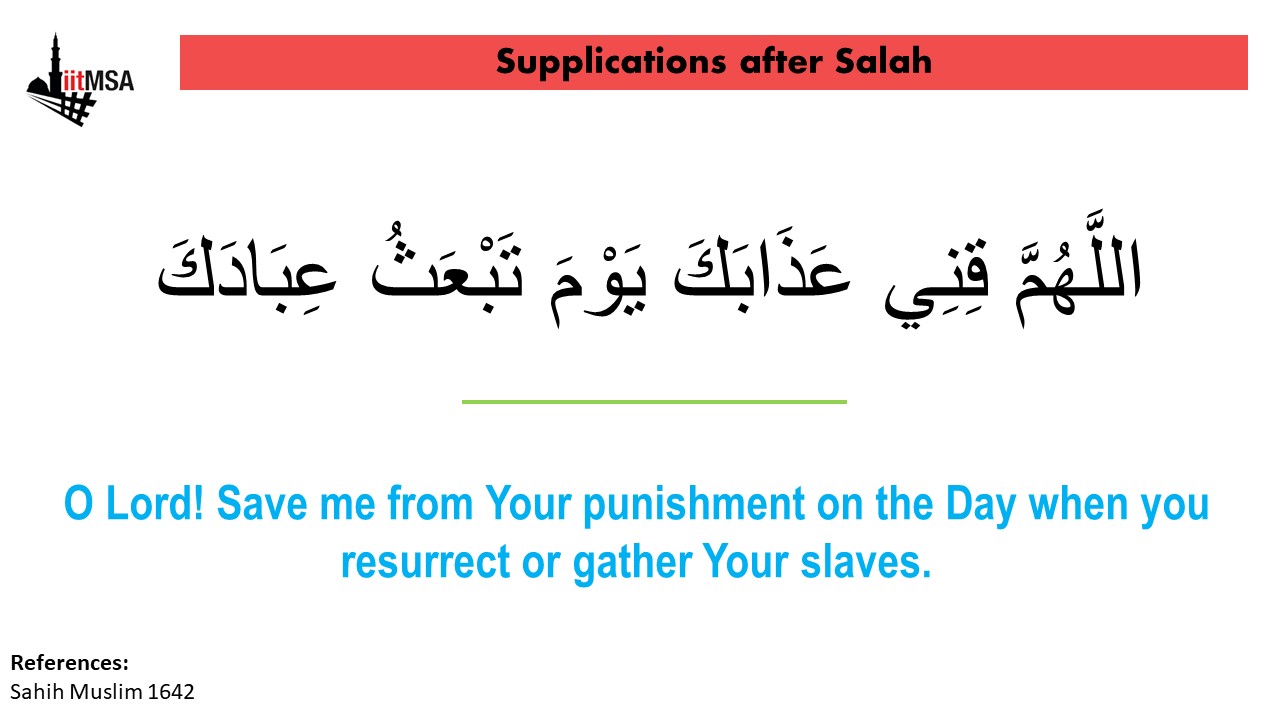 iitMSA
Supplications after Salah
اللَّهُمَّ قِنِي عَذَابَكَ يَوْمَ تَبْعَثُ عِبَادَكَ
O Lord! Save me from Your punishment on the Day when you
resurrect or gather Your slaves.
References:
Sahih Muslim 1642